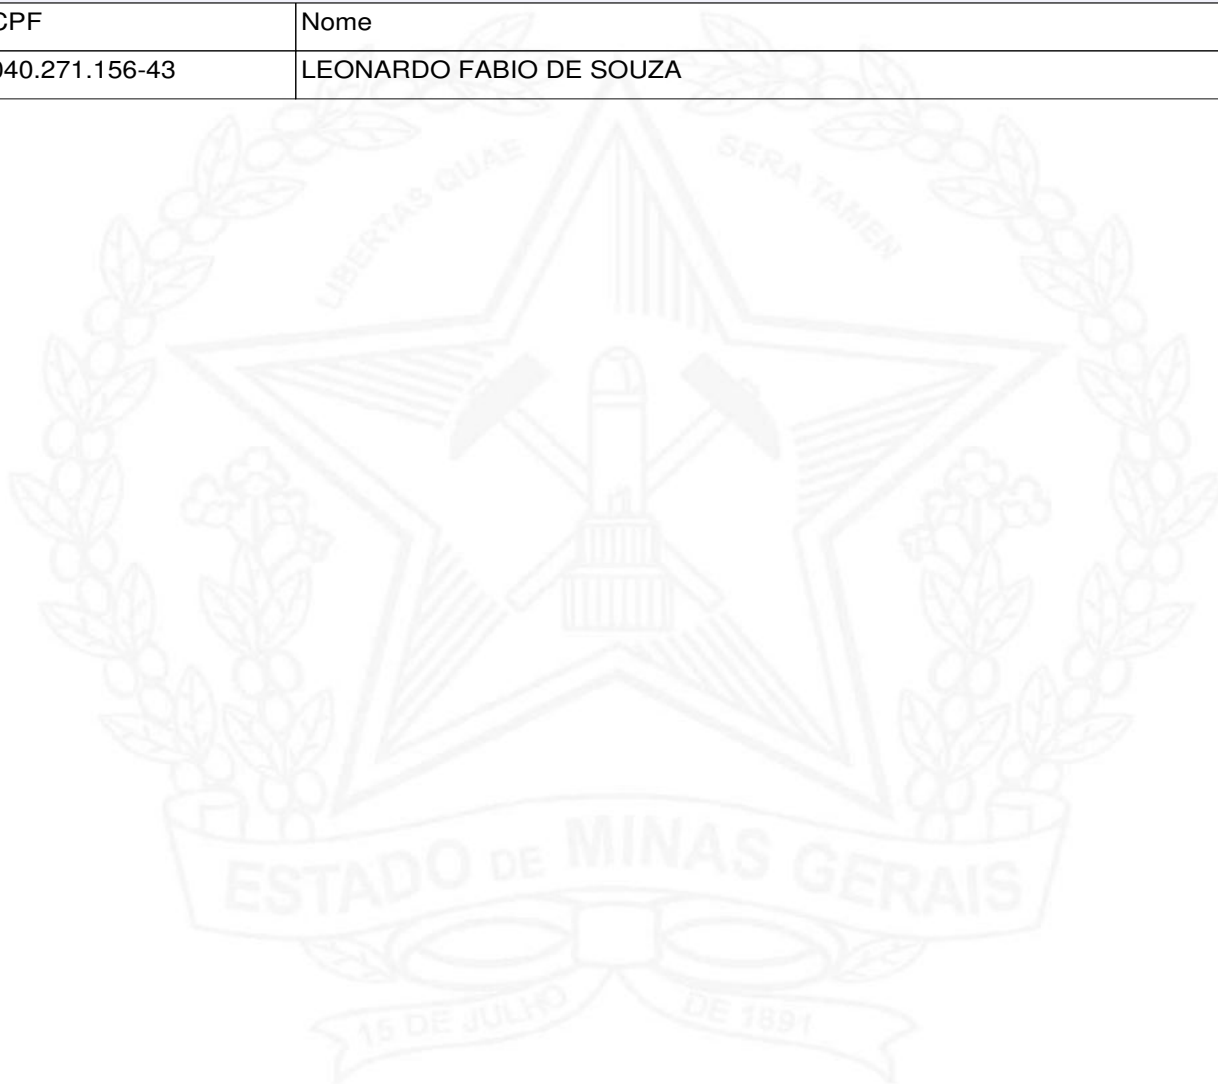 CPF Nome
040.271.156-43 LEONARDO FABIO DE SOUZA
LIBERTAS QUAE SERA TAMEN
ESTADO DE MINAS GERAIS
15 DE JULHO DE 1891